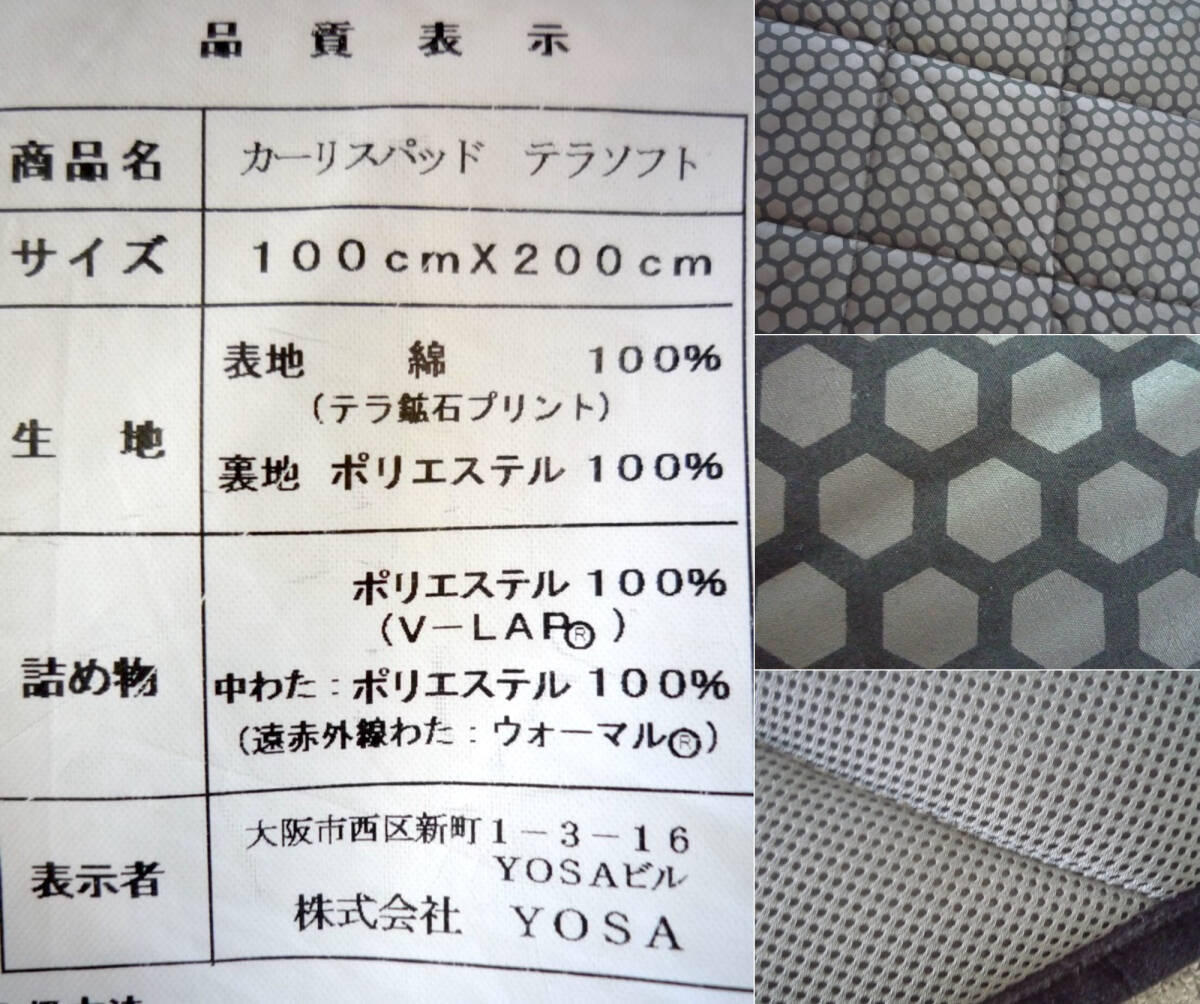 品質表示
商品名 カーリスパッド テラソフト
サイズ 100cmX200cm
生地 表地 綿 100%
(テラ鉱石プリント)
裏地 ポリエステル 100%
詰め物 ポリエステル 100%
(V-LAP®)
中わた:ポリエステル 100%
(遠赤外線わた:ウォーマル®)
表示者 大阪市西区新町1-3-16
YOSAビル
株式会社 YOSA